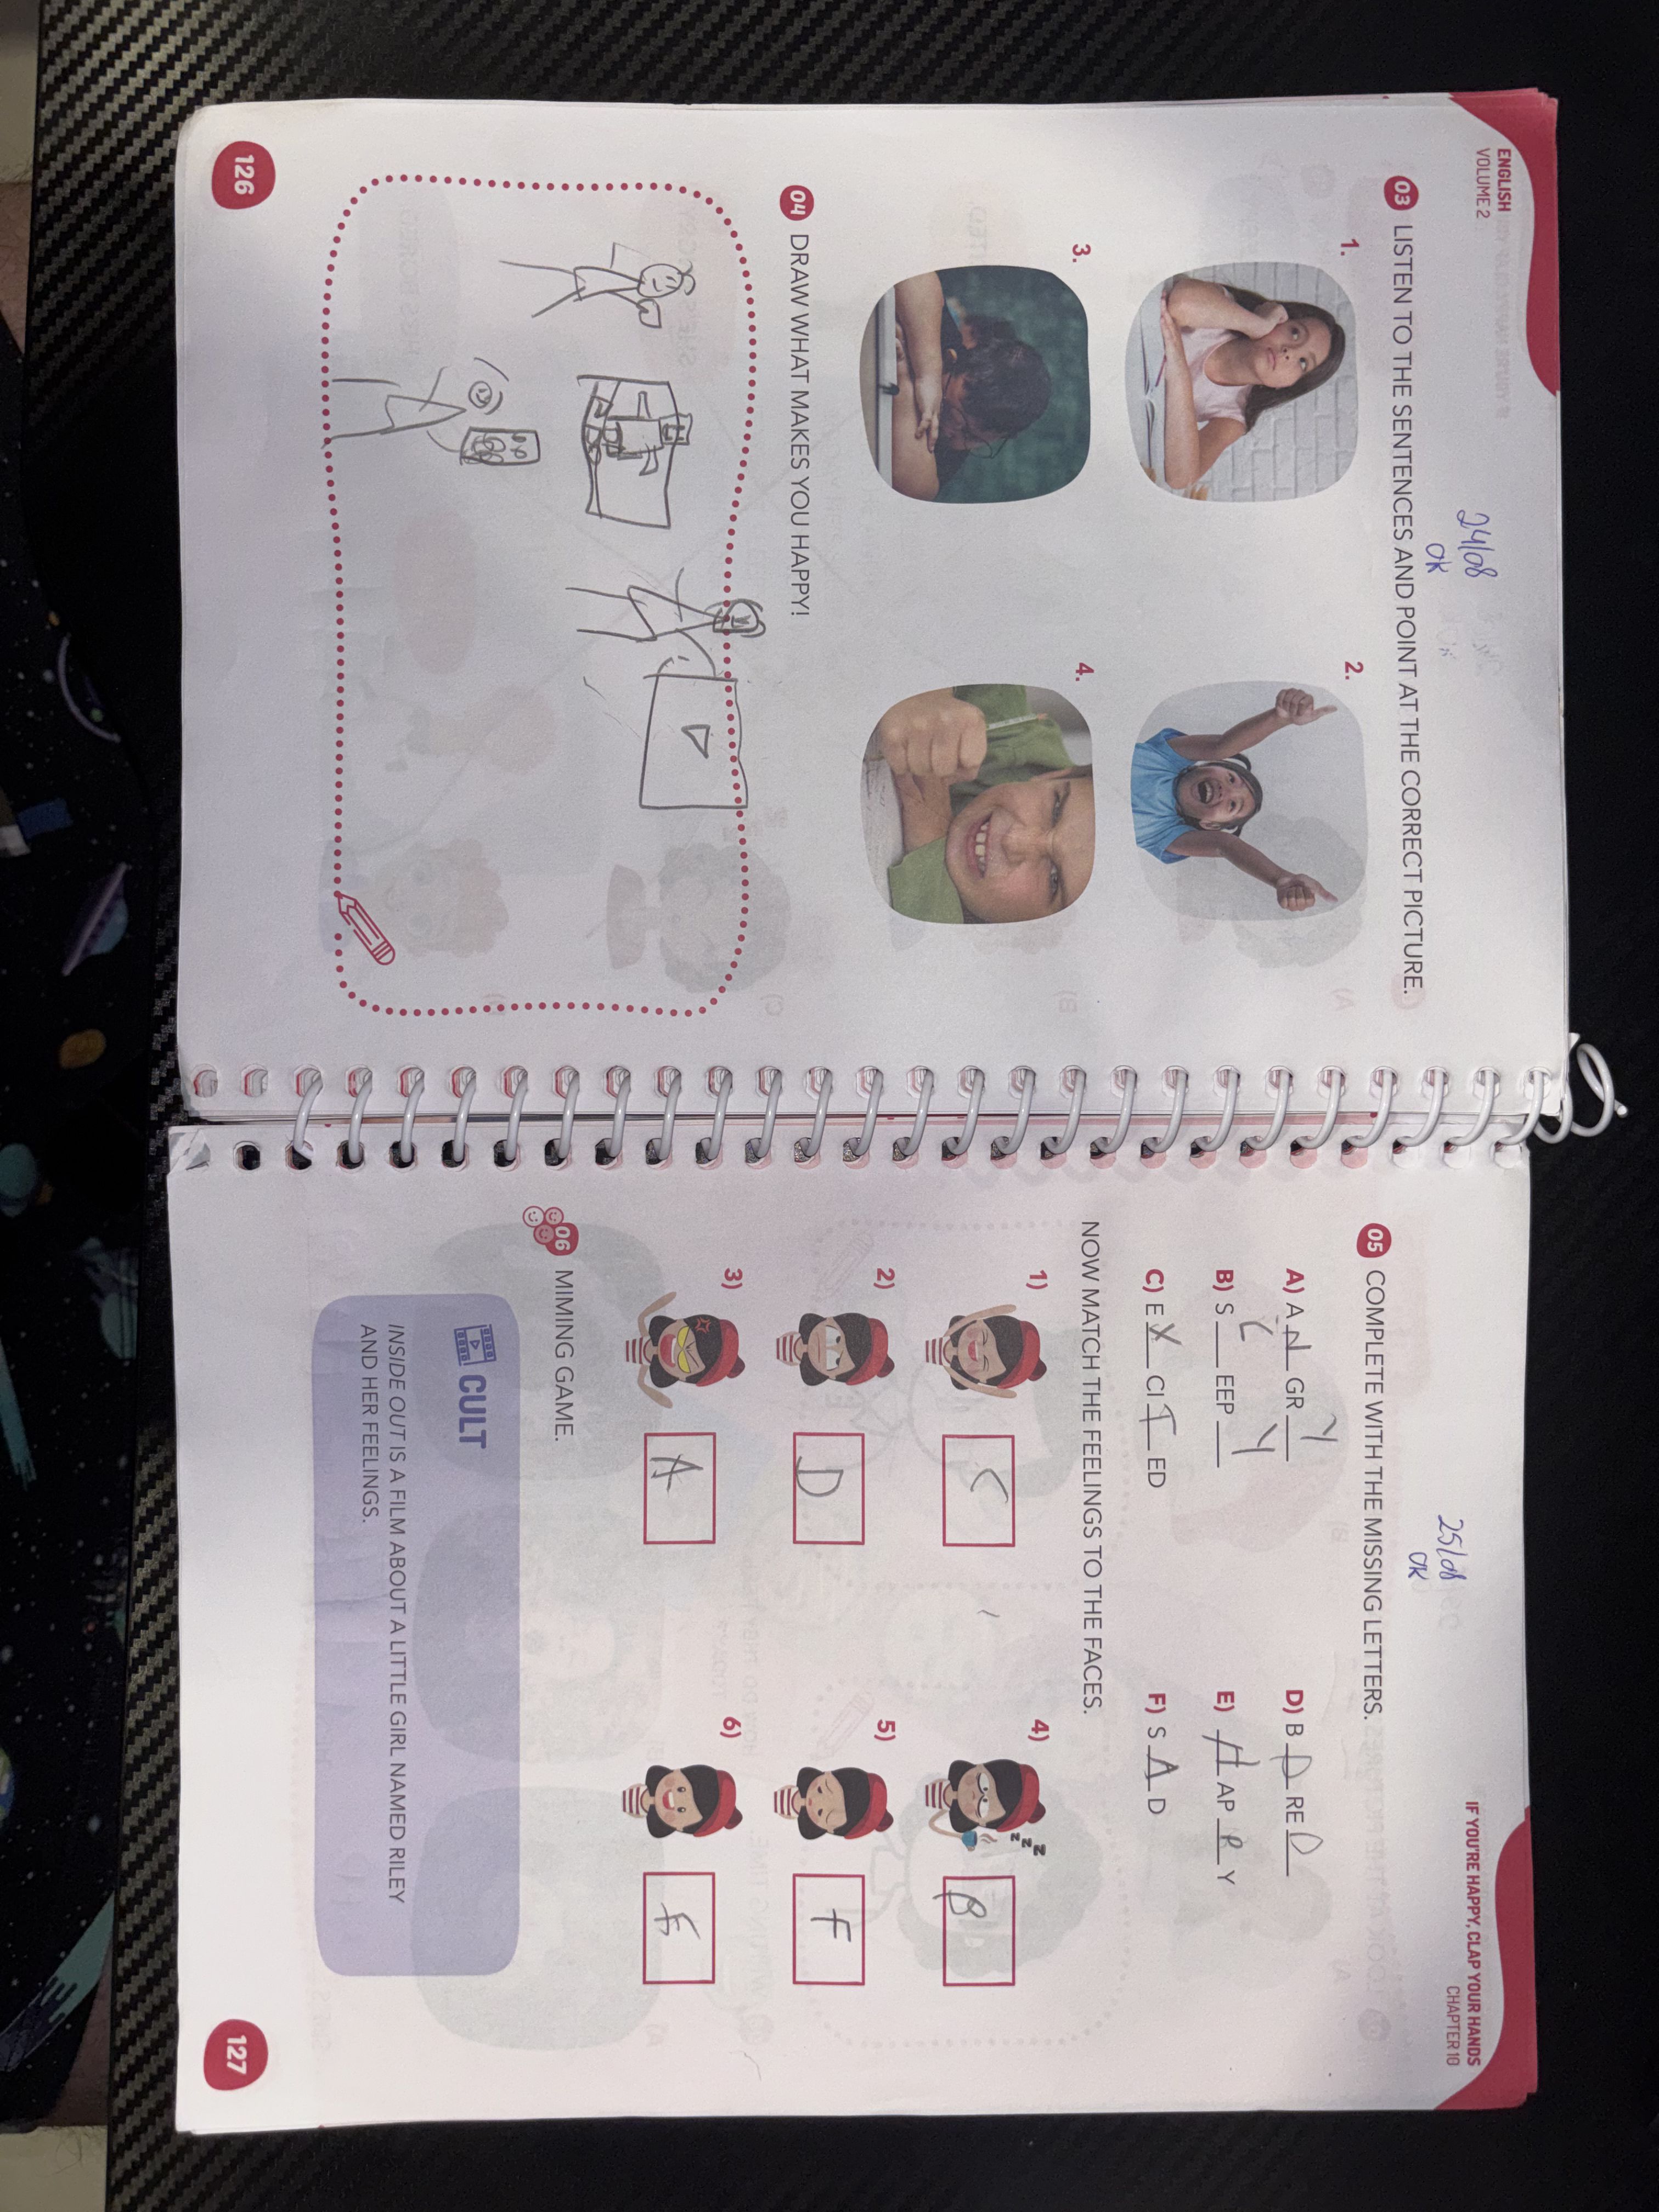 ENGLISH
VOLUME 2
24/08
OK
03 LISTEN TO THE SENTENCES AND POINT AT THE CORRECT PICTURE.
1.
2.
3.
4.
04 DRAW WHAT MAKES YOU HAPPY!
126
IF YOU'RE HAPPY, CLAP YOUR HANDS
CHAPTER 10
25/08
OK
05 COMPLETE WITH THE MISSING LETTERS.
A) A N GR Y
D) B O RE D
B) S L EEP Y
E) H AP P Y
C) E X CI T ED
F) S A D
NOW MATCH THE FEELINGS TO THE FACES.
1) C
4) B
zzz
2) D
5) F
3) A
6) E
06 MIMING GAME.
CULT
INSIDE OUT IS A FILM ABOUT A LITTLE GIRL NAMED RILEY
AND HER FEELINGS.
127